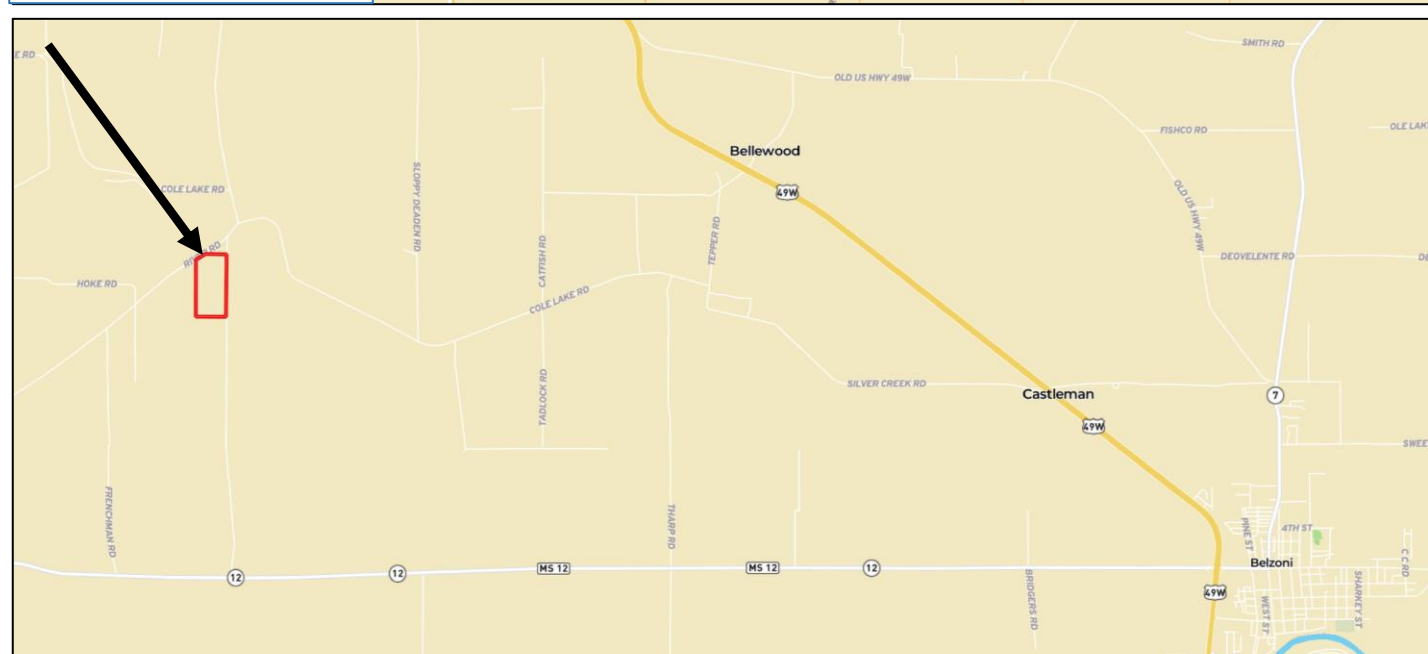 SMITH RD
E RD
OLD US HWY 49W
FISHCO RD
OLE LAK
Bellewood
COLE LAKE RD
49W
SLOPPY DEADEN RD
OLD US HWY 49W
TEPPER RD
CATFISH RD
DEOVELENTE RD
HOKE RD
COLE LAKE RD
SILVER CREEK RD
Castleman
7
TADLOCK RD
49W
SWEE
FRENCHMAN RD
THARP RD
PINE ST
4TH ST
C C RD
Belzoni
12
12
MS 12
MS 12
12
BRIDGERS RD
49W
WEST ST
SHARKEY ST